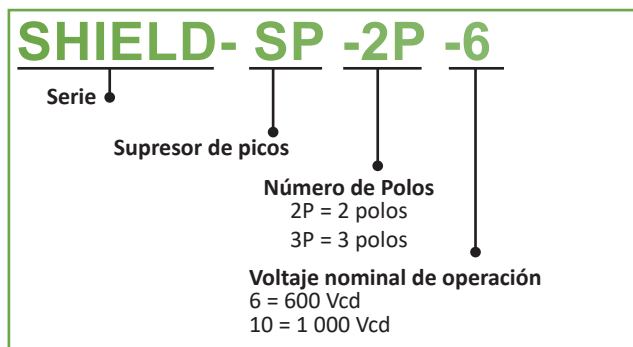 SHIELD- SP -2P -6
Serie
Supresor de picos
Número de Polos
2P = 2 polos
3P = 3 polos
Voltaje nominal de operación
6 = 600 Vcd
10 = 1 000 Vcd